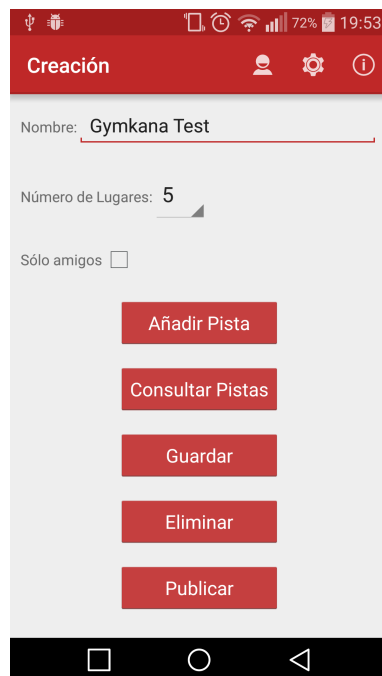 72% 19:53
Creación
Nombre: Gymkana Test
Número de Lugares: 5
Sólo amigos
Añadir Pista
Consultar Pistas
Guardar
Eliminar
Publicar